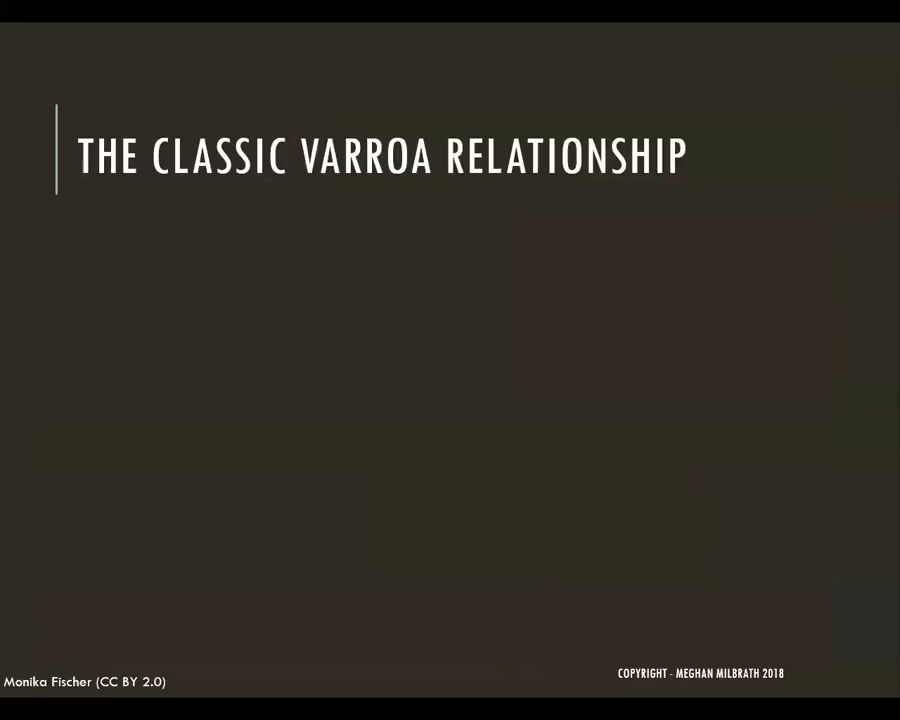 THE CLASSIC VARROA RELATIONSHIP
COPYRIGHT - MEGHAN MILBRATH 2018
Monika Fischer (CC BY 2.0)